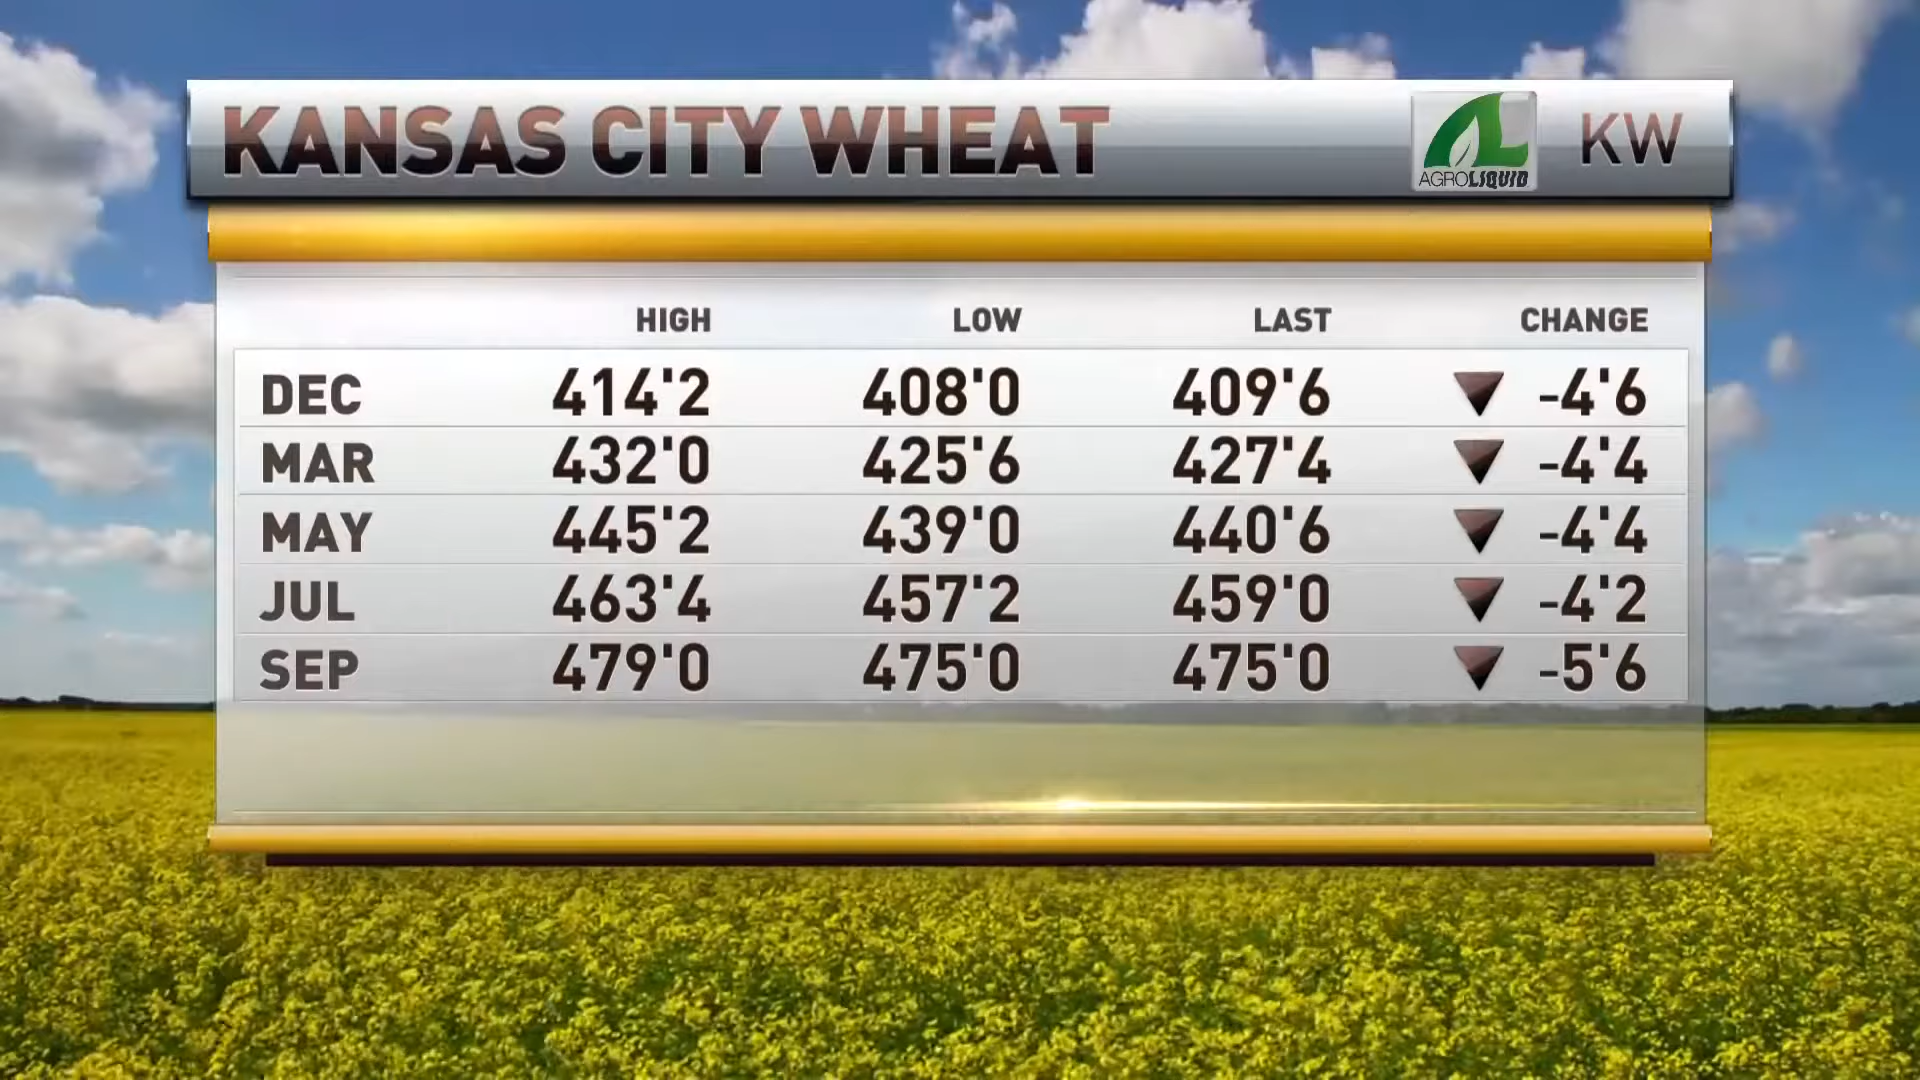 KANSAS CITY WHEAT AGROLIQUID KW
HIGH LOW LAST CHANGE
DEC 414'2 408'0 409'6 -4'6
MAR 432'0 425'6 427'4 -4'4
MAY 445'2 439'0 440'6 -4'4
JUL 463'4 457'2 459'0 -4'2
SEP 479'0 475'0 475'0 -5'6